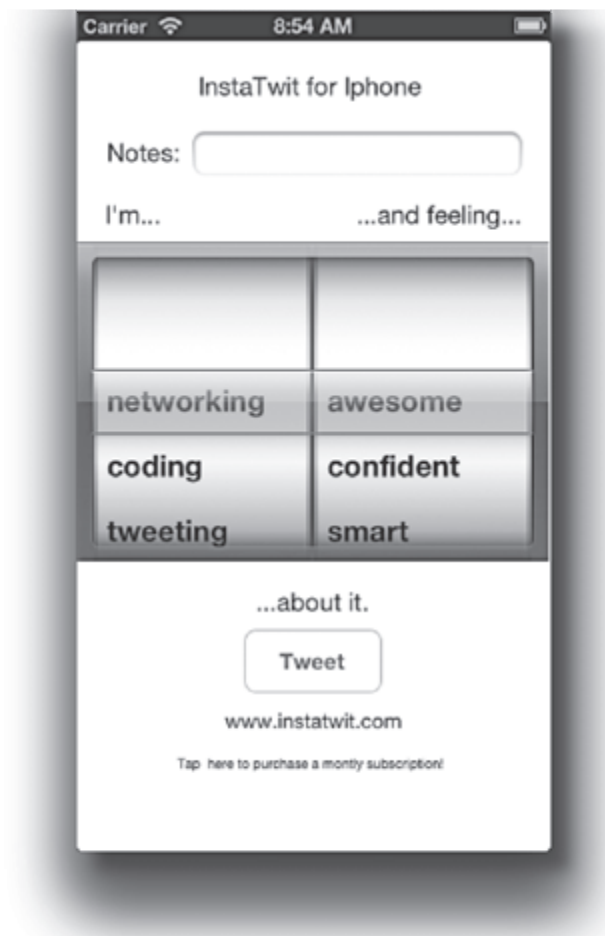 Carrier 8:54 AM
InstaTwit for Iphone
Notes:
I'm... ...and feeling...
networking awesome
coding confident
tweeting smart
...about it.
Tweet
www.instatwit.com
Tap here to purchase a montly subscription!